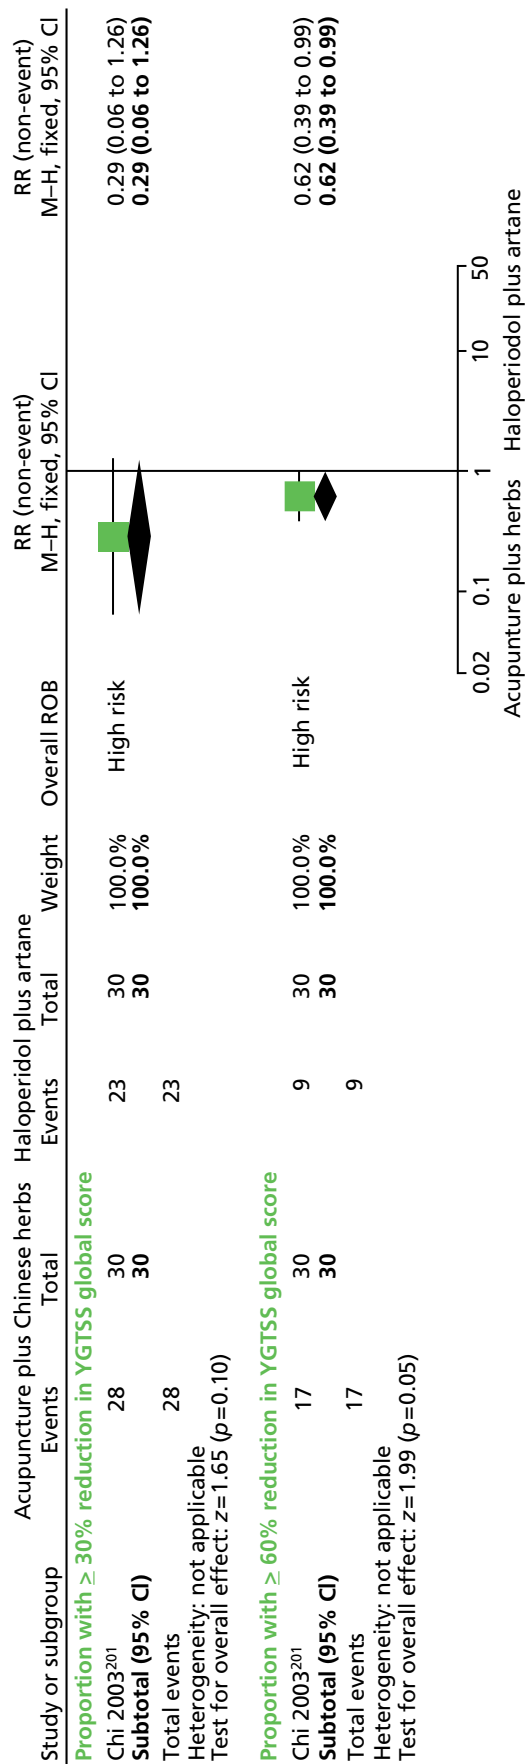 Acupuncture plus Chinese herbs Haloperidol plus artane RR (non-event) RR (non-event)
Study or subgroup Events Total Events Total Weight Overall ROB M–H, fixed, 95% CI M–H, fixed, 95% CI
Proportion with ≥ 30% reduction in YGTSS global score
Chi 2003²⁰¹ 28 30 23 30 100.0% High risk 0.29 (0.06 to 1.26)
Subtotal (95% CI) 30 30 100.0% 0.29 (0.06 to 1.26)
Total events 28 23
Heterogeneity: not applicable
Test for overall effect: z=1.65 (p=0.10)
Proportion with ≥ 60% reduction in YGTSS global score
Chi 2003²⁰¹ 17 30 9 30 100.0% High risk 0.62 (0.39 to 0.99)
Subtotal (95% CI) 30 30 100.0% 0.62 (0.39 to 0.99)
Total events 17 9
Heterogeneity: not applicable
Test for overall effect: z=1.99 (p=0.05)
0.02 0.1 1 10 50
Acupunture plus herbs Haloperiodol plus artane